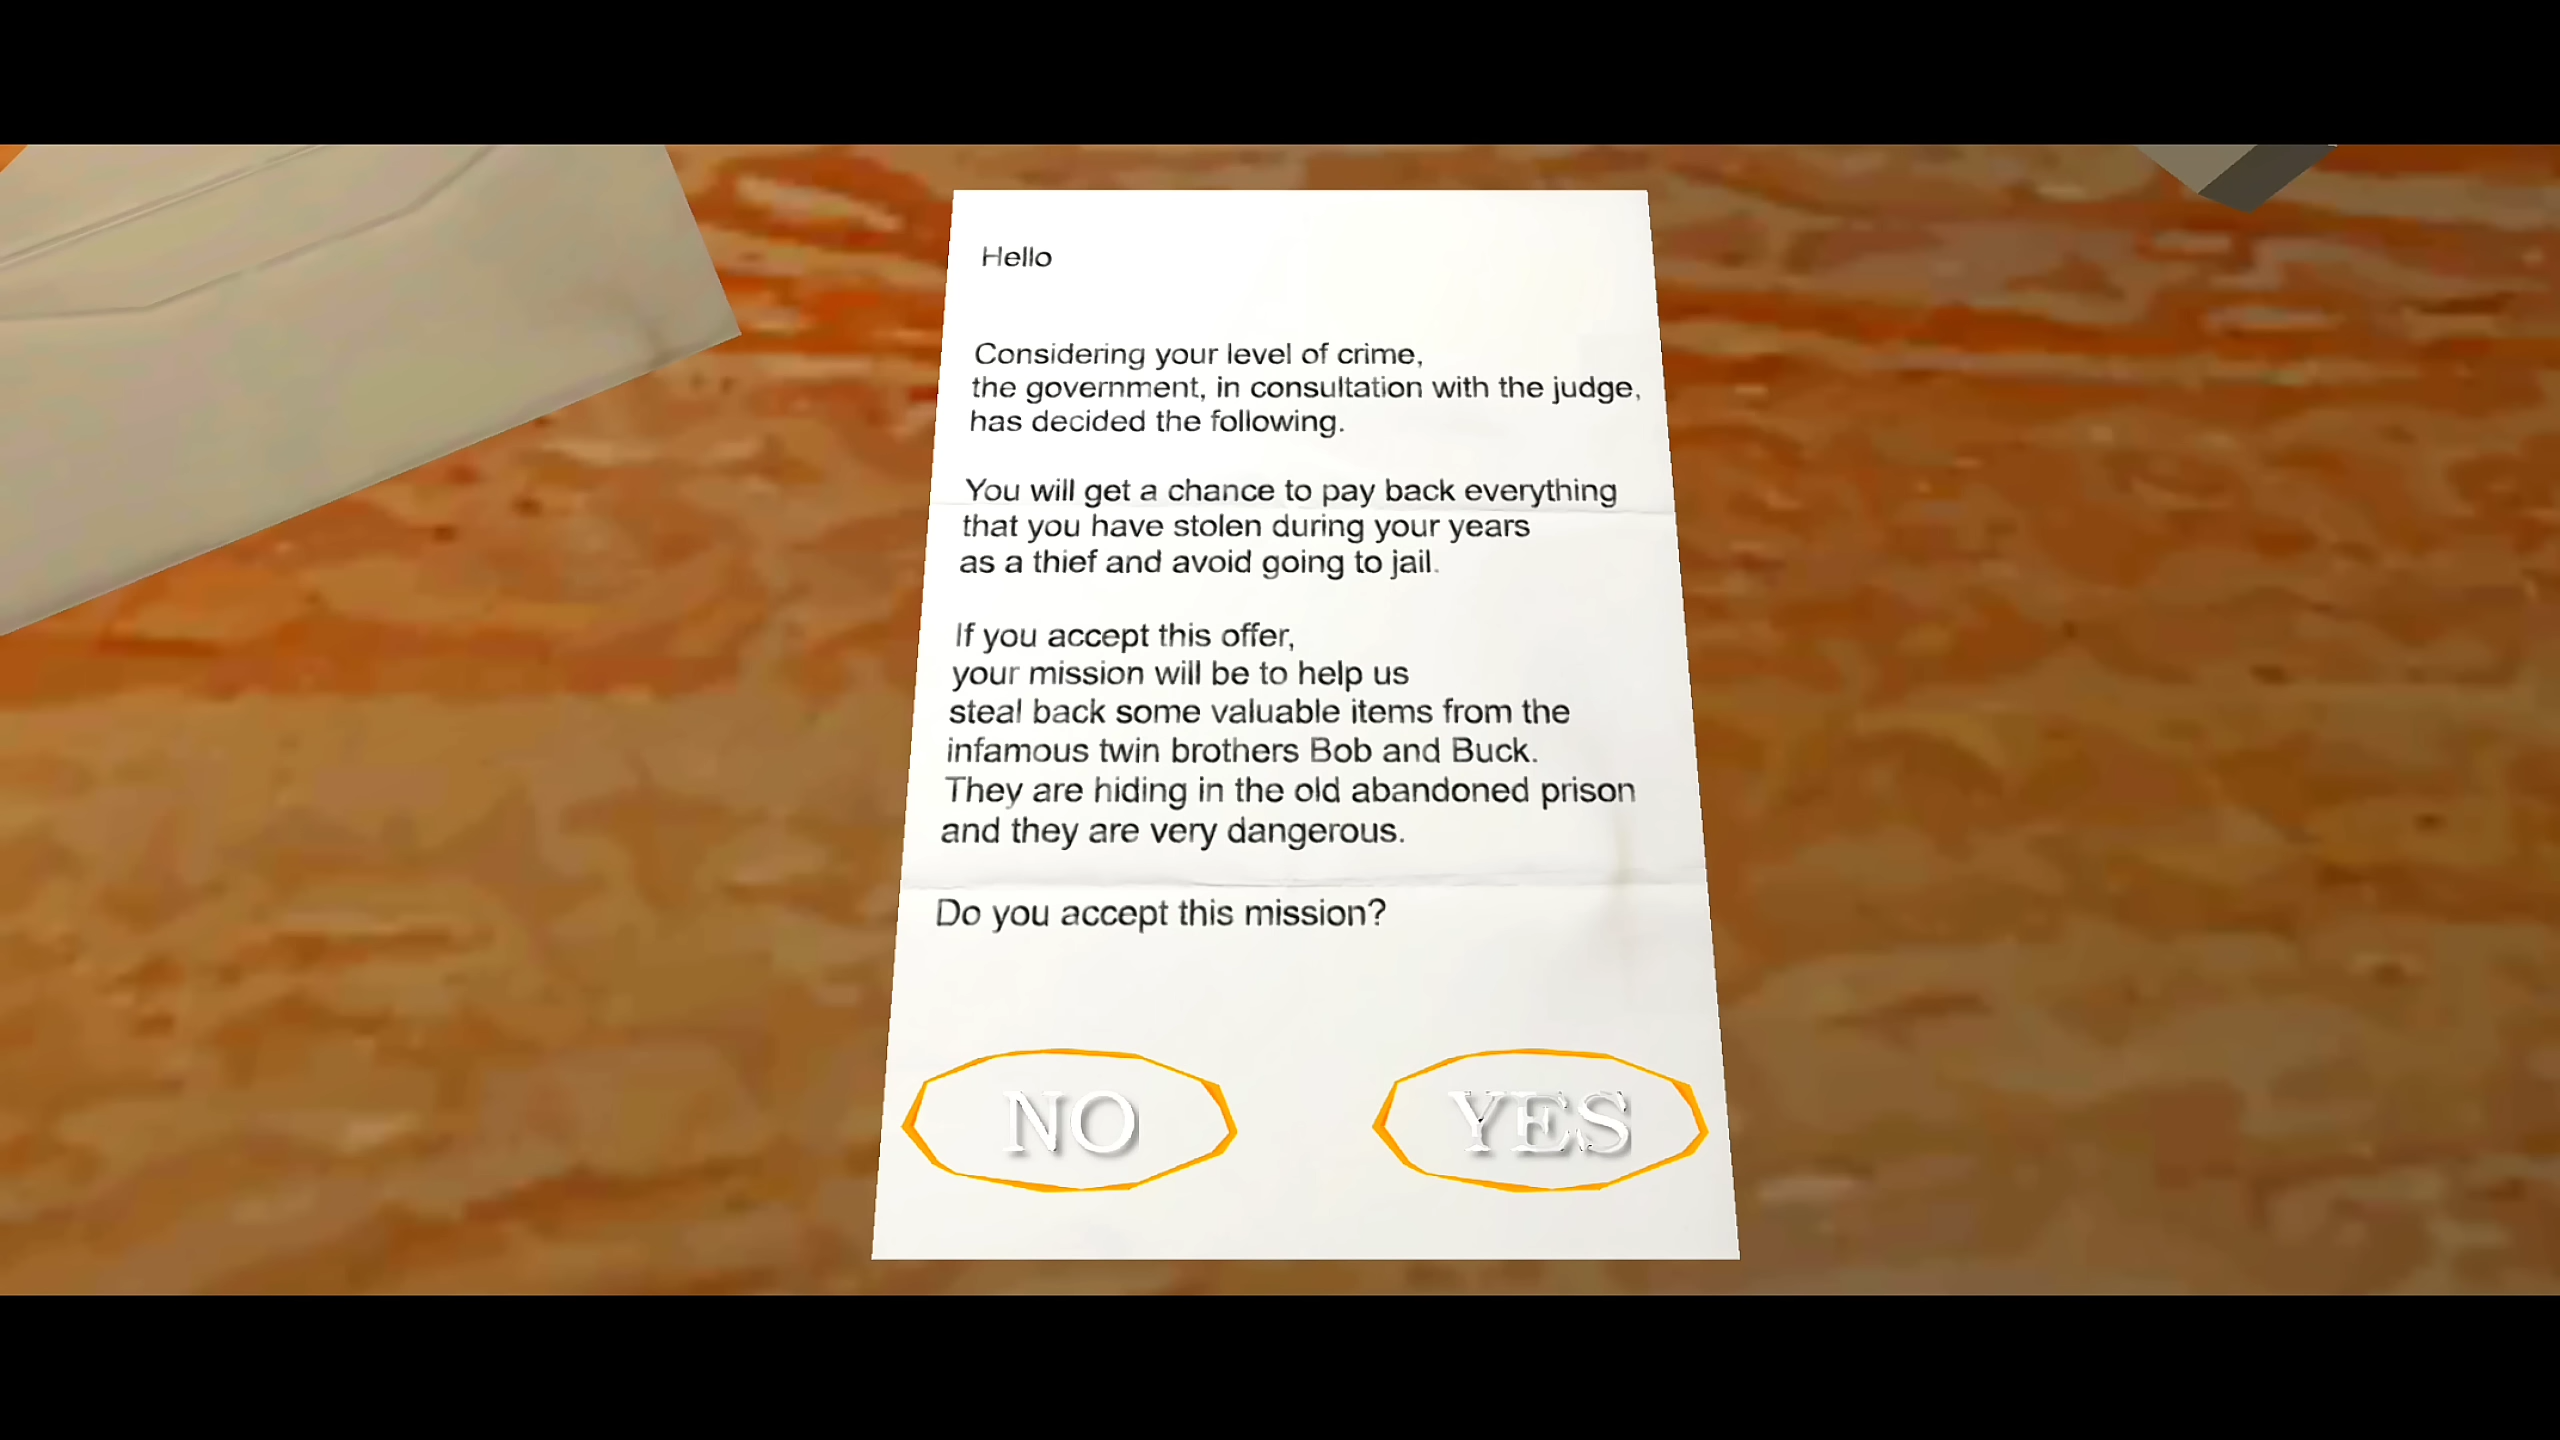 Hello
Considering your level of crime,
the government, in consultation with the judge,
has decided the following.
You will get a chance to pay back everything
that you have stolen during your years
as a thief and avoid going to jail.
If you accept this offer,
your mission will be to help us
steal back some valuable items from the
infamous twin brothers Bob and Buck.
They are hiding in the old abandoned prison
and they are very dangerous.
Do you accept this mission?
NO
YES